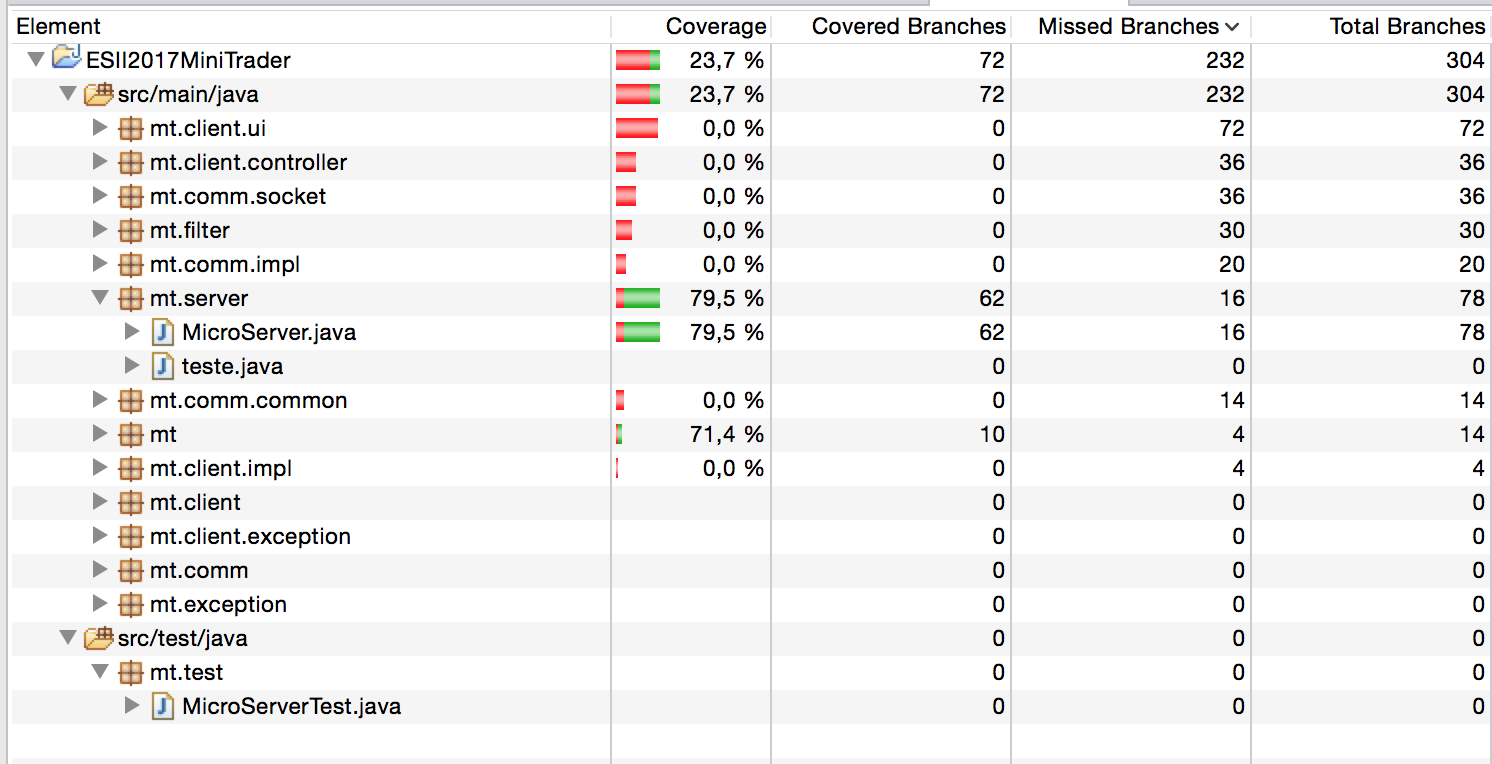 Element Coverage Covered Branches Missed Branches Total Branches
ESII2017MiniTrader 23,7 % 72 232 304
src/main/java 23,7 % 72 232 304
mt.client.ui 0,0 % 0 72 72
mt.client.controller 0,0 % 0 36 36
mt.comm.socket 0,0 % 0 36 36
mt.filter 0,0 % 0 30 30
mt.comm.impl 0,0 % 0 20 20
mt.server 79,5 % 62 16 78
MicroServer.java 79,5 % 62 16 78
teste.java 0 0 0
mt.comm.common 0,0 % 0 14 14
mt 71,4 % 10 4 14
mt.client.impl 0,0 % 0 4 4
mt.client 0 0 0
mt.client.exception 0 0 0
mt.comm 0 0 0
mt.exception 0 0 0
src/test/java 0 0 0
mt.test 0 0 0
MicroServerTest.java 0 0 0